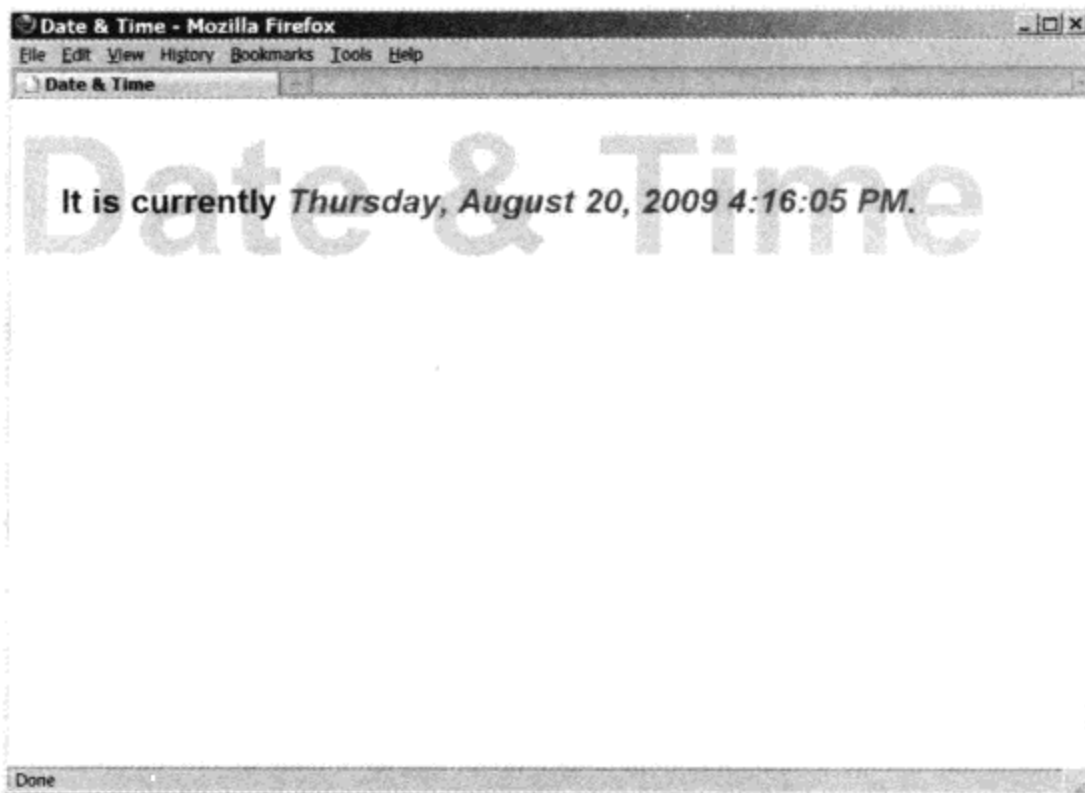 Date & Time - Mozilla Firefox
File Edit View History Bookmarks Tools Help
Date & Time
Date & Time
It is currently Thursday, August 20, 2009 4:16:05 PM.
Done